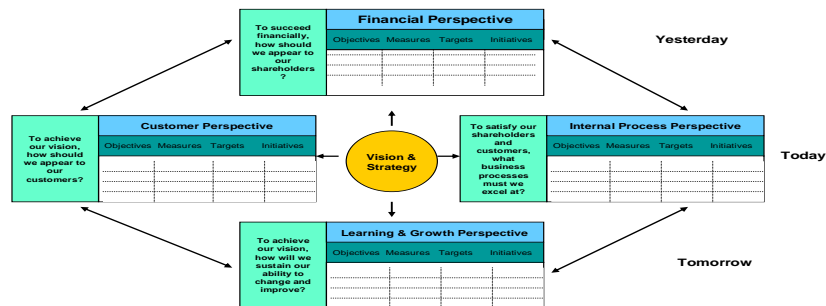 Financial Perspective
To succeed
financially,
how should
we appear to
our
shareholders
?
Objectives Measures Targets Initiatives
Yesterday
Customer Perspective
To achieve
our vision,
how should
we appear to
our
customers?
Objectives Measures Targets Initiatives
Vision &
Strategy
Internal Process Perspective
To satisfy our
shareholders
and
customers,
what
business
processes
must we
excel at?
Objectives Measures Targets Initiatives
Today
Learning & Growth Perspective
To achieve
our vision,
how will we
sustain our
ability to
change and
improve?
Objectives Measures Targets Initiatives
Tomorrow